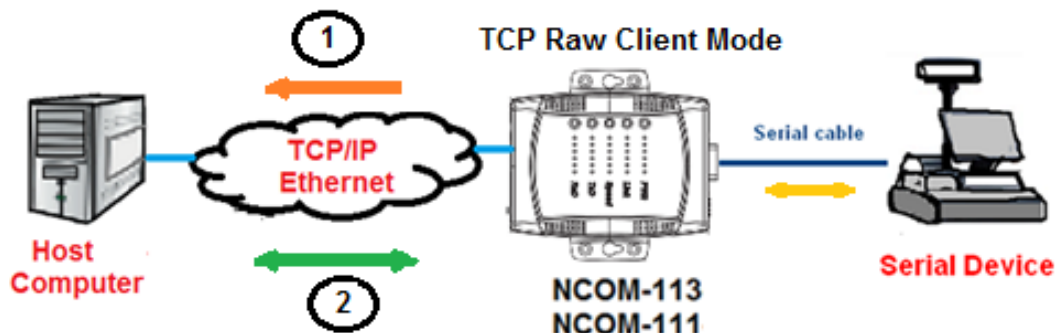 1
TCP Raw Client Mode
TCP/IP
Ethernet
Serial cable
Host
Computer
2
NCOM-113
NCOM-111
Serial Device